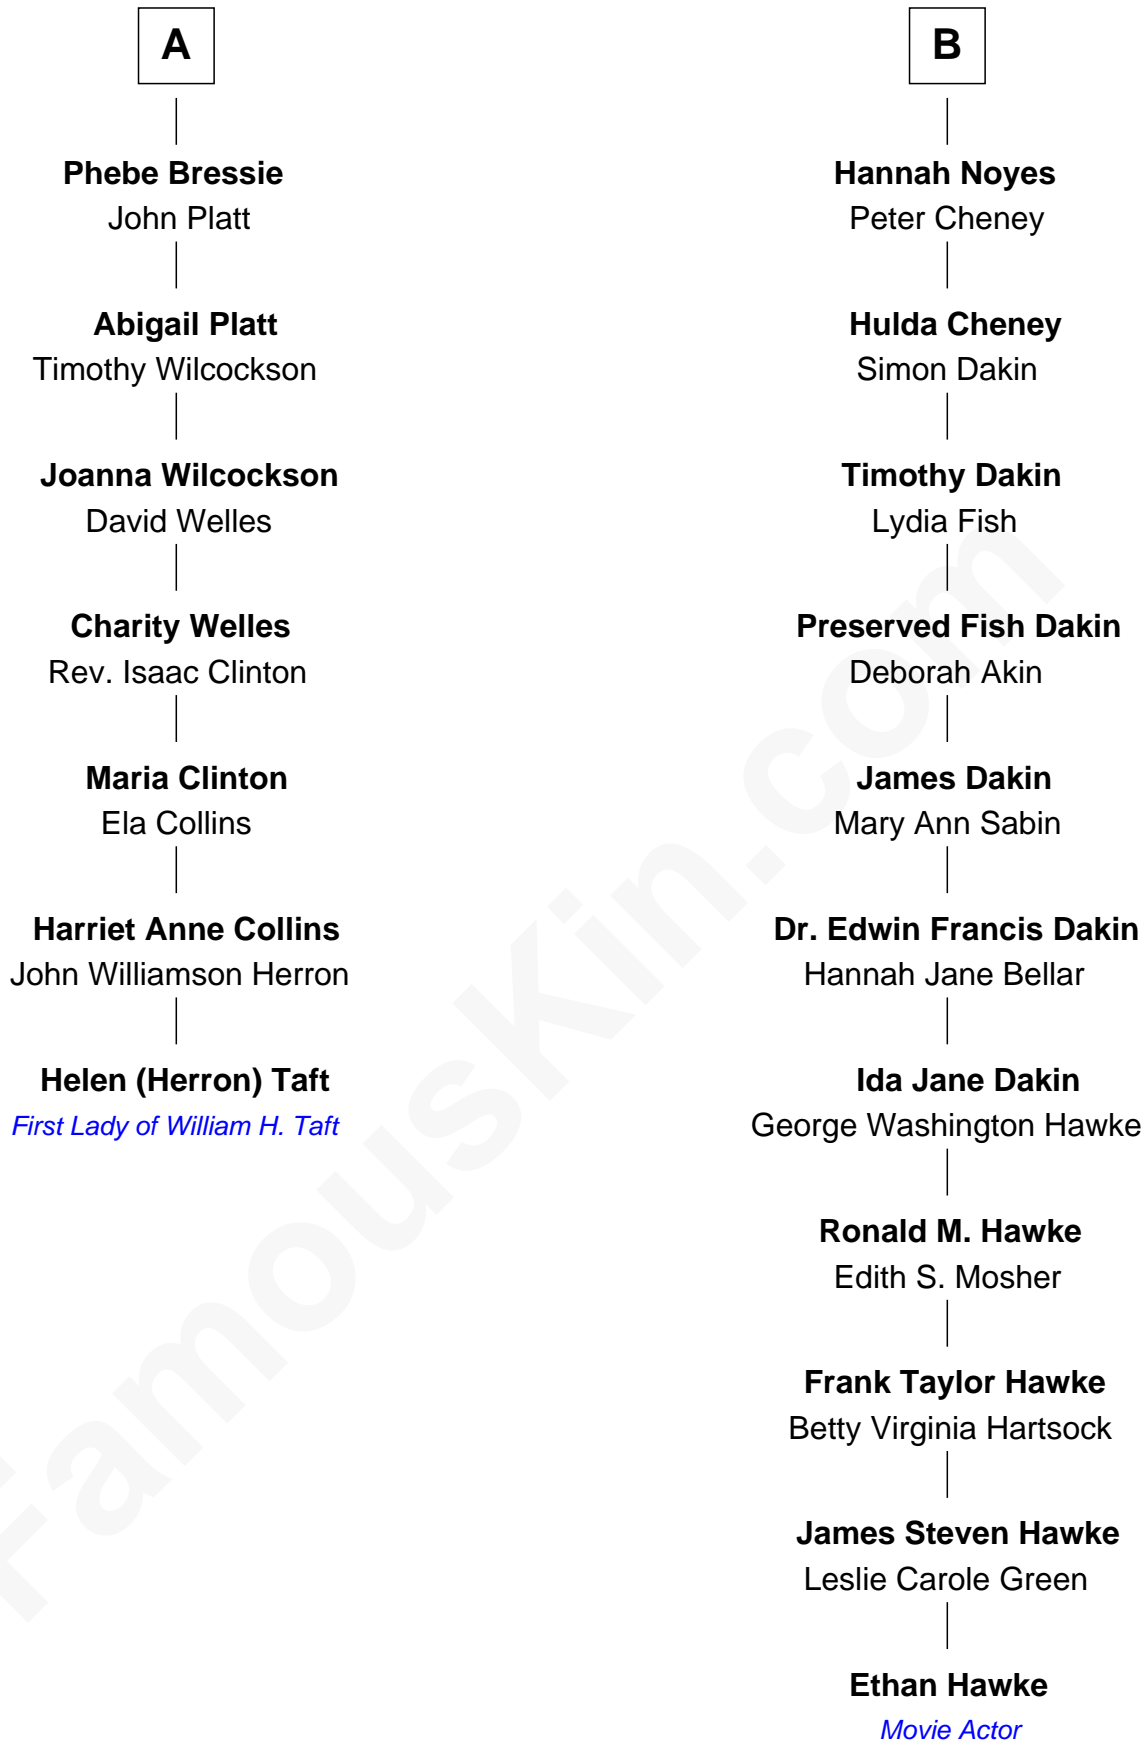 A
Phebe Bressie
John Platt
Abigail Platt
Timothy Wilcockson
Joanna Wilcockson
David Welles
Charity Welles
Rev. Isaac Clinton
Maria Clinton
Ela Collins
Harriet Anne Collins
John Williamson Herron
Helen (Herron) Taft
First Lady of William H. Taft
B
Hannah Noyes
Peter Cheney
Hulda Cheney
Simon Dakin
Timothy Dakin
Lydia Fish
Preserved Fish Dakin
Deborah Akin
James Dakin
Mary Ann Sabin
Dr. Edwin Francis Dakin
Hannah Jane Bellar
Ida Jane Dakin
George Washington Hawke
Ronald M. Hawke
Edith S. Mosher
Frank Taylor Hawke
Betty Virginia Hartsock
James Steven Hawke
Leslie Carole Green
Ethan Hawke
Movie Actor
FamousKin.com